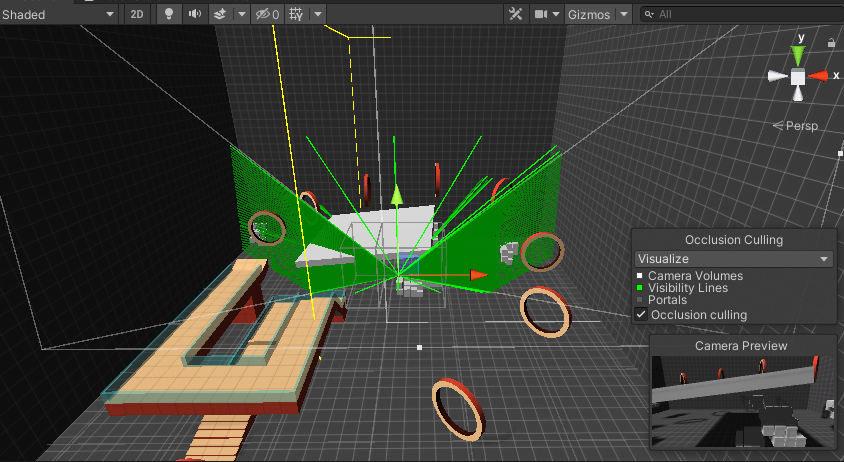 Shaded 2D 0 Gizmos All
y
x
Persp
Occlusion Culling
Visualize
Camera Volumes
Visibility Lines
Portals
Occlusion culling
Camera Preview